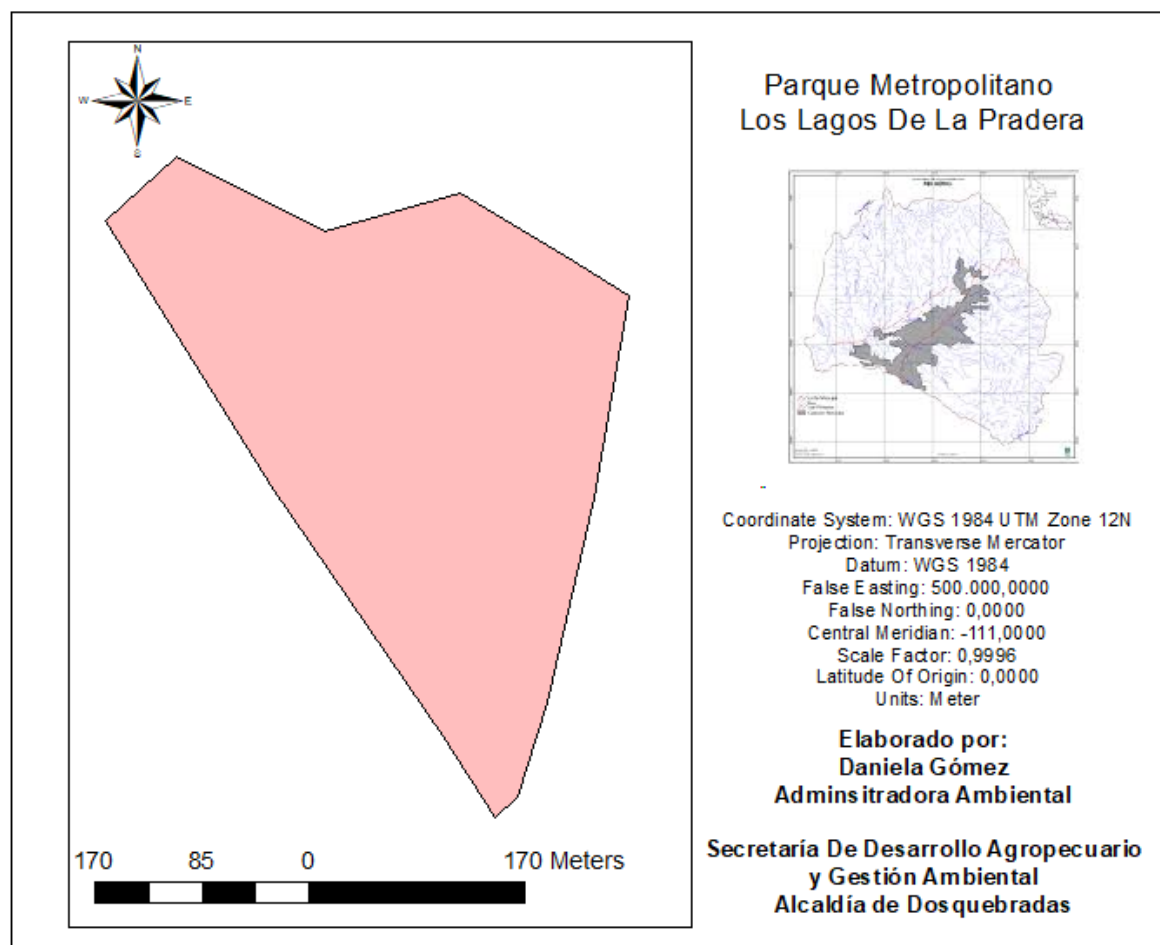 N
W
E
S
170 85 0 170 Meters
Parque Metropolitano
Los Lagos De La Pradera
Coordinate System: WGS 1984 UTM Zone 12N
Projection: Transverse Mercator
Datum: WGS 1984
False Easting: 500.000,0000
False Northing: 0,0000
Central Meridian: -111,0000
Scale Factor: 0,9996
Latitude Of Origin: 0,0000
Units: Meter
Elaborado por:
Daniela Gómez
Adminsitradora Ambiental
Secretaría De Desarrollo Agropecuario
y Gestión Ambiental
Alcaldía de Dosquebradas